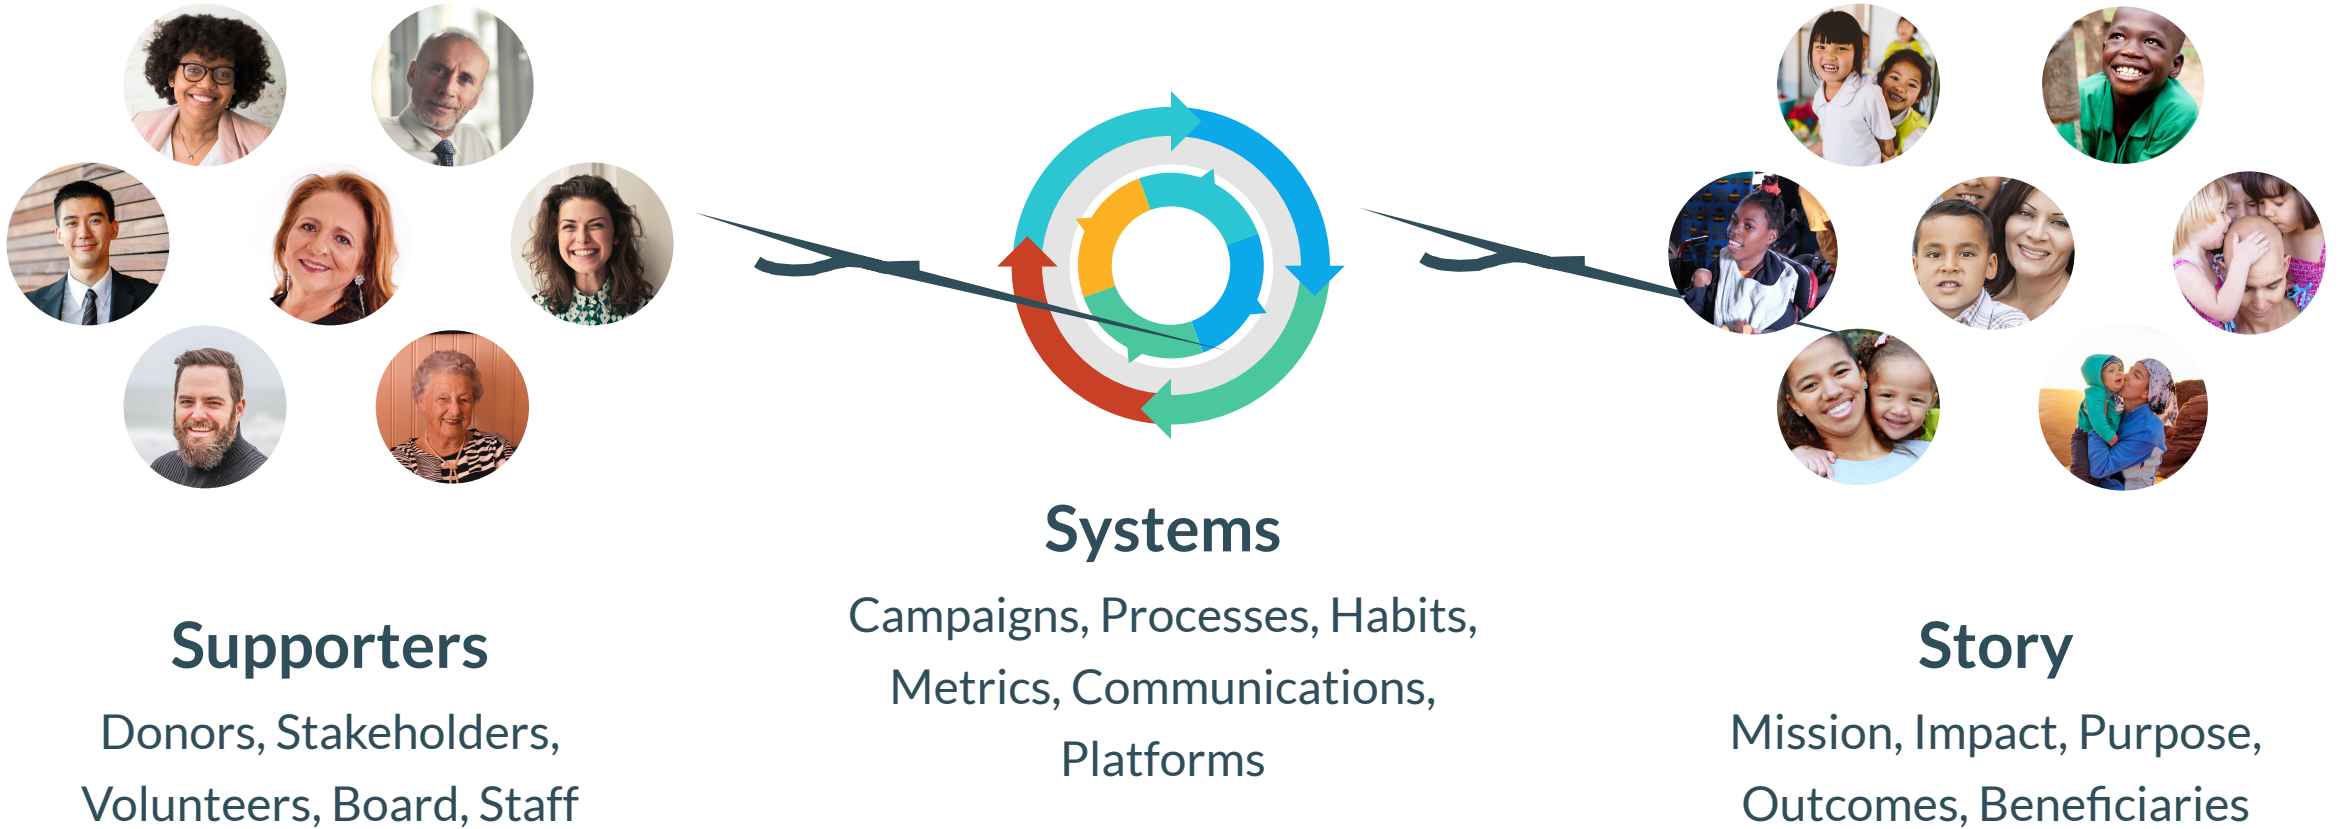 Supporters
Donors, Stakeholders,
Volunteers, Board, Staff
Systems
Campaigns, Processes, Habits,
Metrics, Communications,
Platforms
Story
Mission, Impact, Purpose,
Outcomes, Beneficiaries